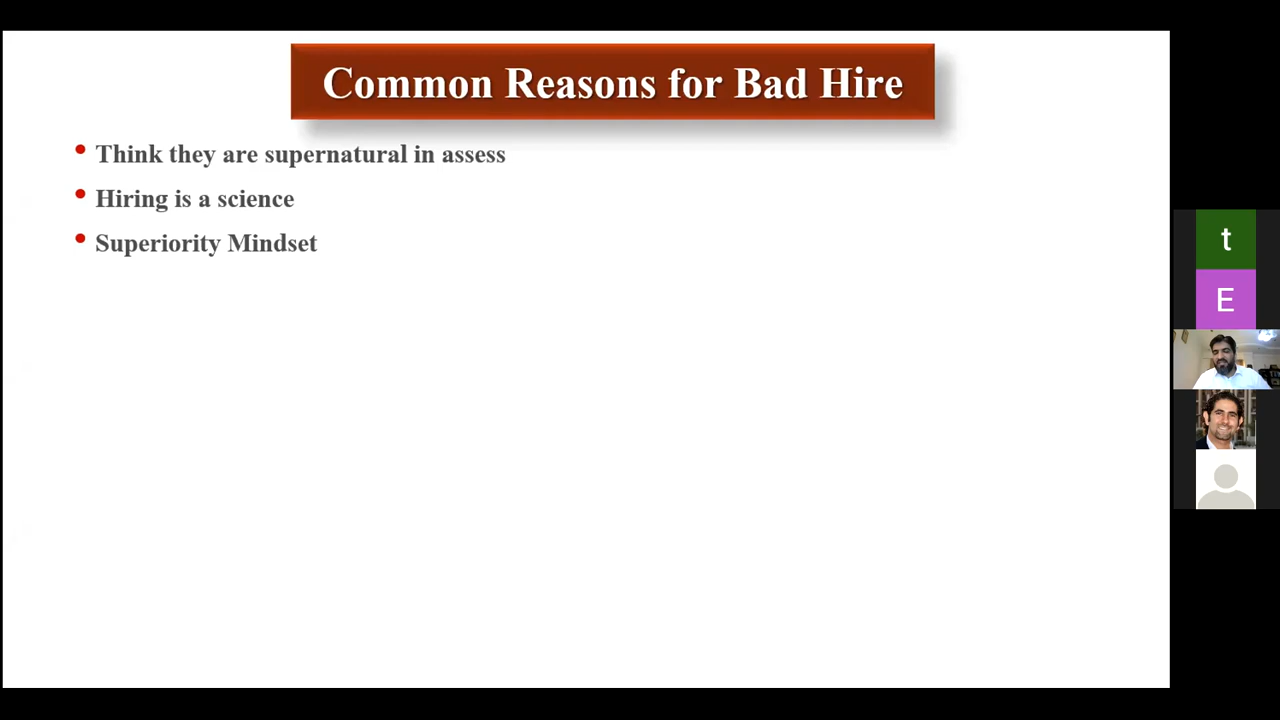 Common Reasons for Bad Hire
• Think they are supernatural in assess
• Hiring is a science
• Superiority Mindset
t
E